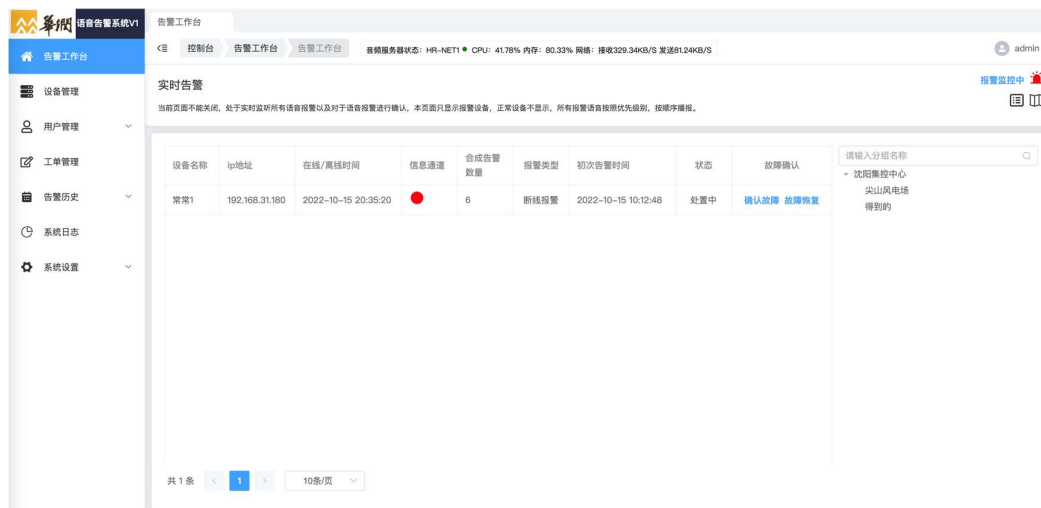 華潤 语音告警系统V1
告警工作台
控制台 告警工作台 告警工作台 音频服务器状态：HR-NET1 CPU：41.78% 内存：80.33% 网络：接收329.34KB/S 发送81.24KB/S
admin
告警工作台
设备管理
用户管理
工单管理
告警历史
系统日志
系统设置
实时告警
报警监控中
当前页面不能关闭，处于实时监听所有语音报警以及对于语音报警进行确认，本页面只显示报警设备，正常设备不显示，所有报警语音按照优先级别，按顺序播报。
设备名称 Ip地址 在线/离线时间 信息通道 合成告警数量 报警类型 初次告警时间 状态 故障确认
常常1 192.168.31.180 2022-10-15 20:35:20 6 断线报警 2022-10-15 10:12:48 处置中 确认故障 故障恢复
请输入分组名称
沈阳集控中心
尖山风电场
得到的
共 1 条 1 10条/页